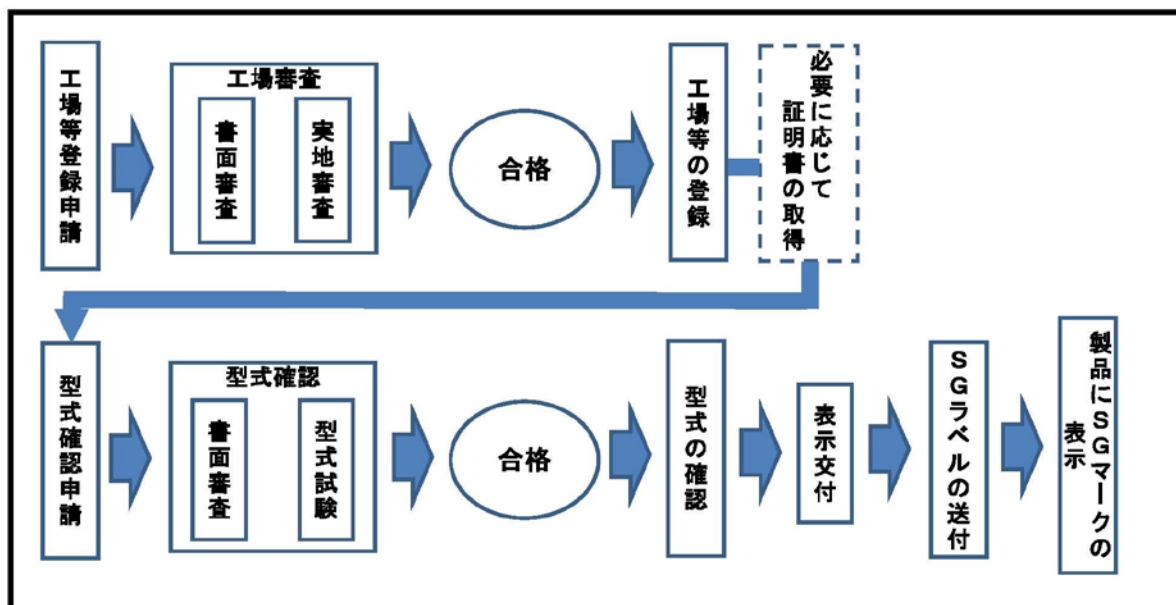 工場等登録申請
工場審査
書面審査
実地審査
合格
工場等の登録
必要に応じて
証明書の取得
型式確認申請
型式確認
書面審査
型式試験
合格
型式の確認
表示交付
SGラベルの送付
製品にSGマークの
表示